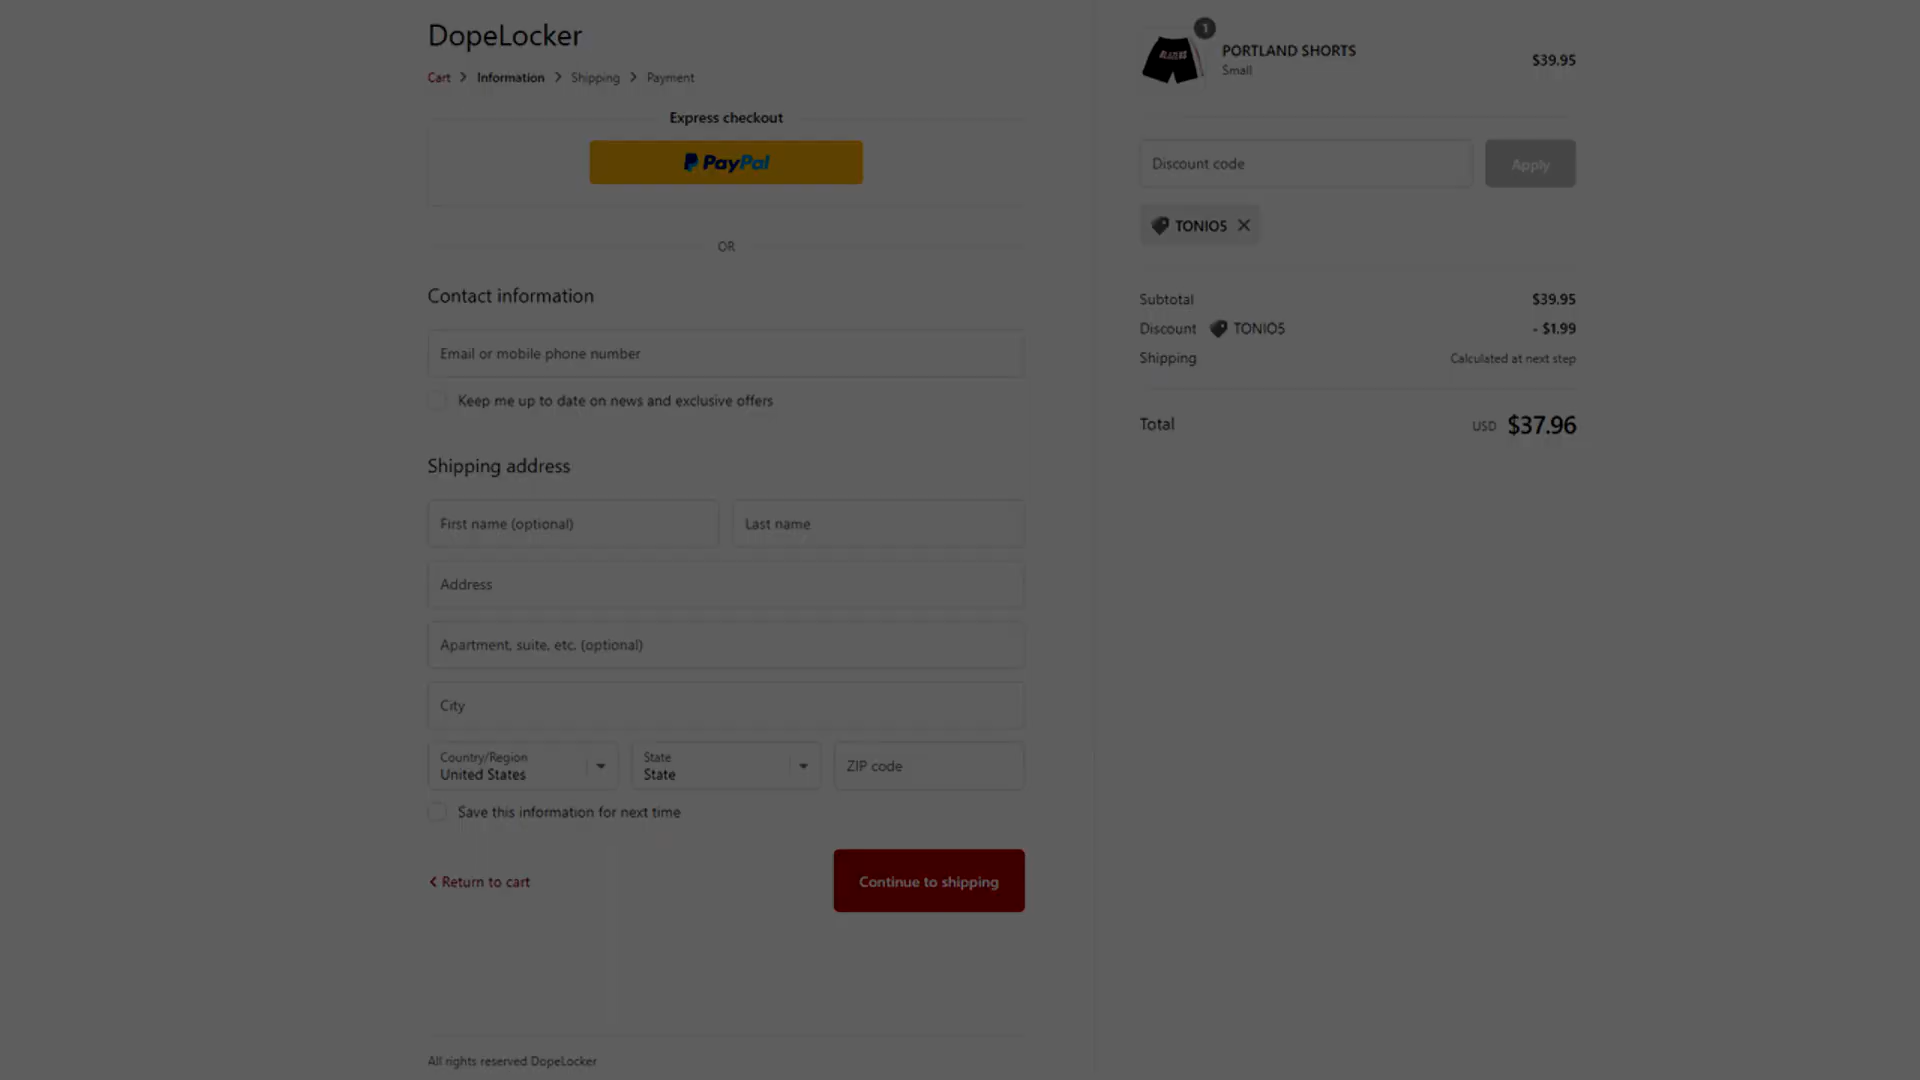 DopeLocker
Cart > Information > Shipping > Payment
Express checkout
PayPal
OR
Contact information
Email or mobile phone number
Keep me up to date on news and exclusive offers
Shipping address
First name (optional)
Last name
Address
Apartment, suite, etc. (optional)
City
Country/Region
United States
State
State
ZIP code
Save this information for next time
Return to cart
Continue to shipping
All rights reserved DopeLocker
1
BLAZERS
PORTLAND SHORTS
Small
$39.95
Discount code
Apply
TONIO5
Subtotal $39.95
Discount TONIO5 - $1.99
Shipping Calculated at next step
Total USD $37.96